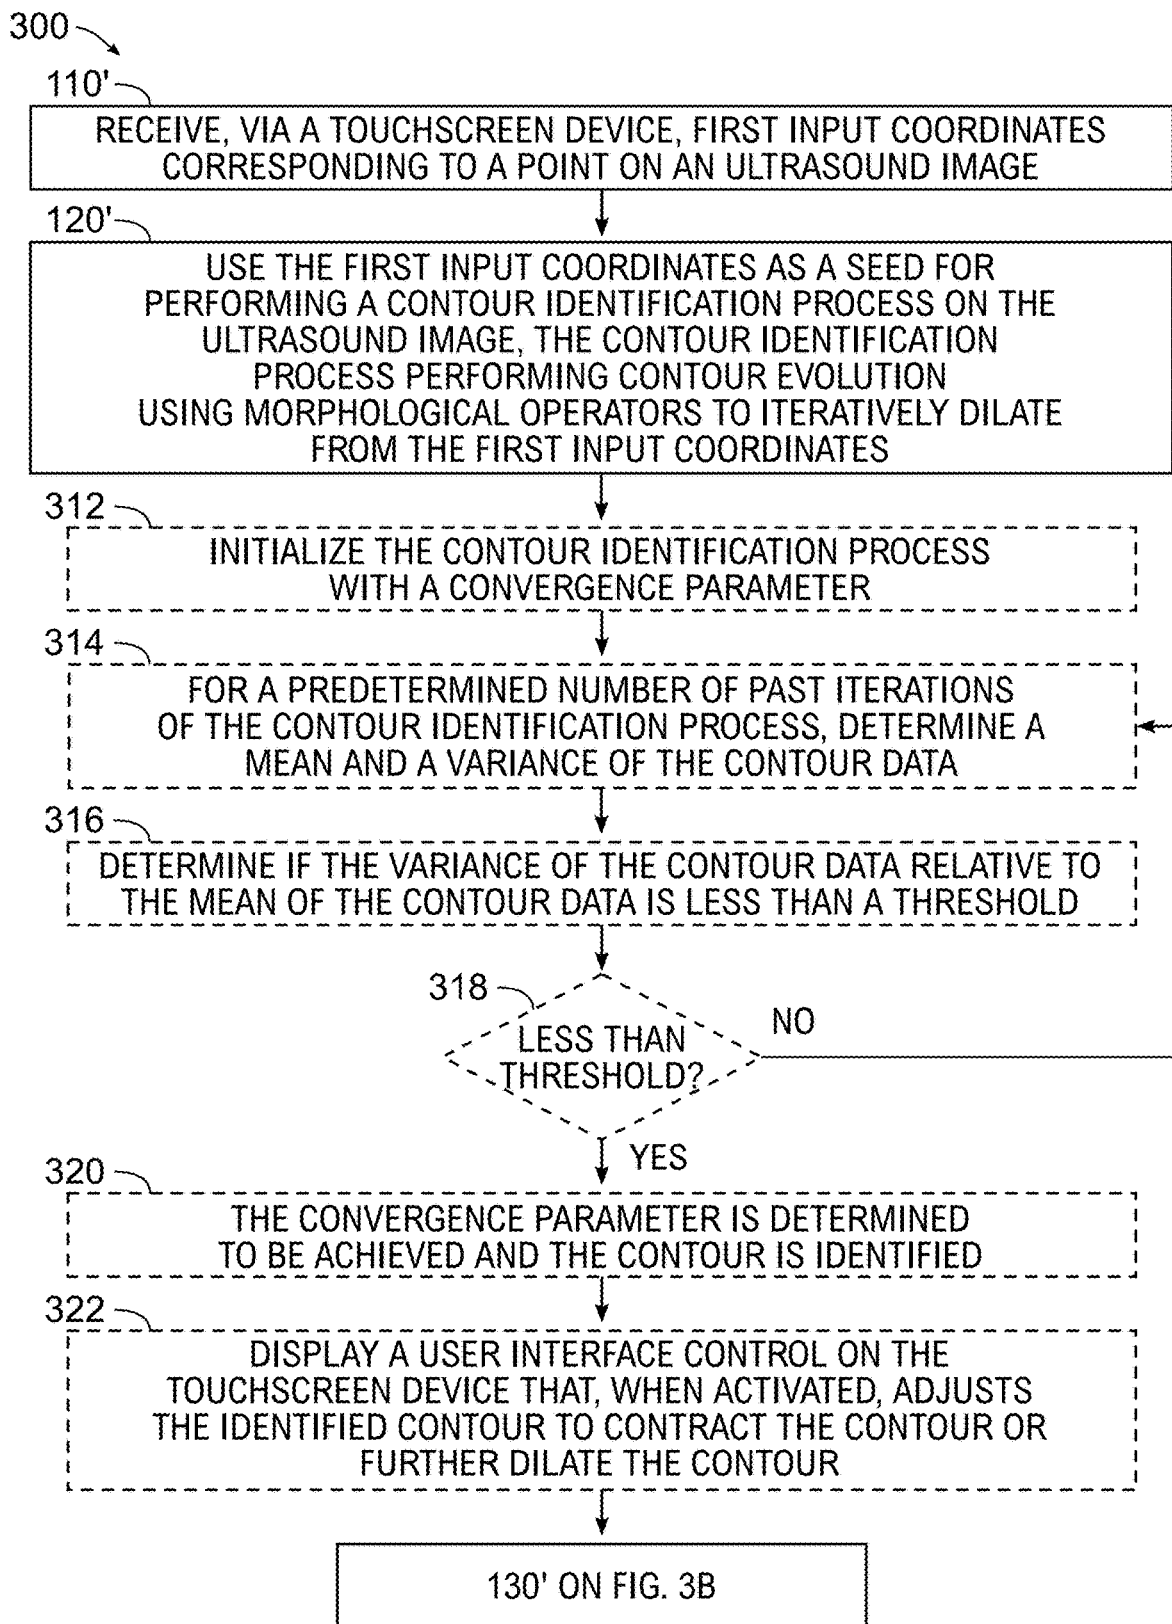 300
110'
RECEIVE, VIA A TOUCHSCREEN DEVICE, FIRST INPUT COORDINATES
CORRESPONDING TO A POINT ON AN ULTRASOUND IMAGE
120'
USE THE FIRST INPUT COORDINATES AS A SEED FOR
PERFORMING A CONTOUR IDENTIFICATION PROCESS ON THE
ULTRASOUND IMAGE, THE CONTOUR IDENTIFICATION
PROCESS PERFORMING CONTOUR EVOLUTION
USING MORPHOLOGICAL OPERATORS TO ITERATIVELY DILATE
FROM THE FIRST INPUT COORDINATES
312
INITIALIZE THE CONTOUR IDENTIFICATION PROCESS
WITH A CONVERGENCE PARAMETER
314
FOR A PREDETERMINED NUMBER OF PAST ITERATIONS
OF THE CONTOUR IDENTIFICATION PROCESS, DETERMINE A
MEAN AND A VARIANCE OF THE CONTOUR DATA
316
DETERMINE IF THE VARIANCE OF THE CONTOUR DATA RELATIVE TO
THE MEAN OF THE CONTOUR DATA IS LESS THAN A THRESHOLD
318
NO
LESS THAN
THRESHOLD?
YES
320
THE CONVERGENCE PARAMETER IS DETERMINED
TO BE ACHIEVED AND THE CONTOUR IS IDENTIFIED
322
DISPLAY A USER INTERFACE CONTROL ON THE
TOUCHSCREEN DEVICE THAT, WHEN ACTIVATED, ADJUSTS
THE IDENTIFIED CONTOUR TO CONTRACT THE CONTOUR OR
FURTHER DILATE THE CONTOUR
130' ON FIG. 3B